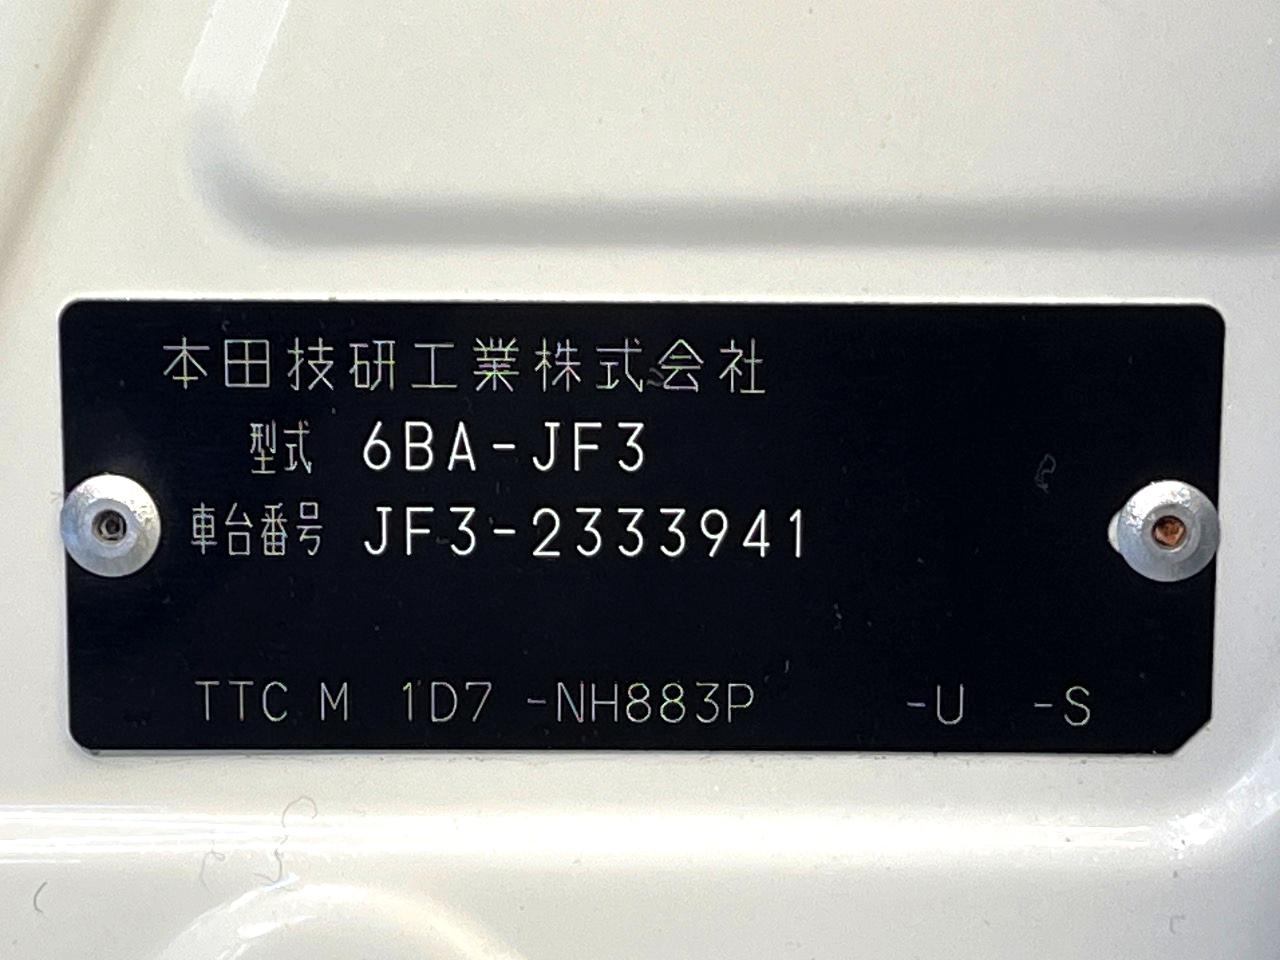 本田技研工業株式会社
型式 6BA-JF3
車台番号 JF3-2333941
TTC M 1D7 -NH883P -U -S